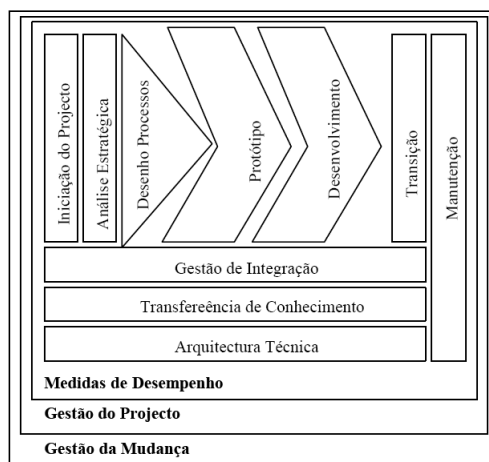 Iniciação do Projecto
Análise Estratégica
Desenho Processos
Protótipo
Desenvolvimento
Transição
Manutenção
Gestão de Integração
Transfereência de Conhecimento
Arquitectura Técnica
Medidas de Desempenho
Gestão do Projecto
Gestão da Mudança